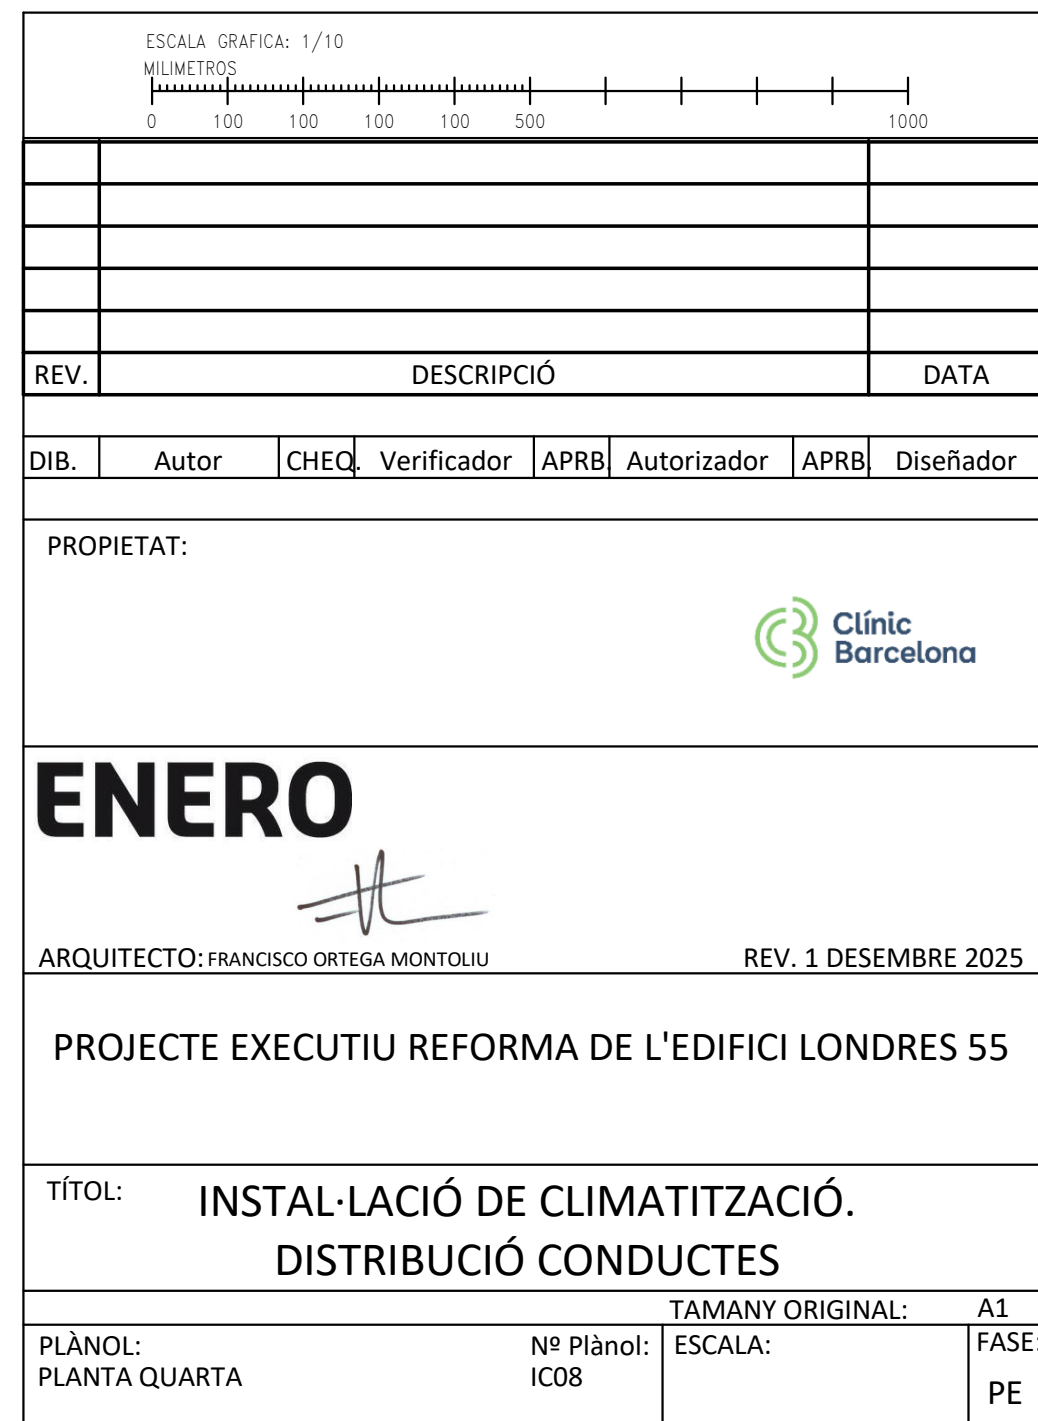 ESCALA GRAFICA: 1/10
MILIMETROS
0 100 100 100 100 500 1000
REV. DESCRIPCIÓ DATA
DIB. Autor CHEQ. Verificador APRB. Autorizador APRB. Diseñador
PROPIETAT:
Clínic
Barcelona
ENERO
ARQUITECTO: FRANCISCO ORTEGA MONTOLIU REV. 1 DESEMBRE 2025
PROJECTE EXECUTIU REFORMA DE L'EDIFICI LONDRES 55
TÍTOL: INSTAL·LACIÓ DE CLIMATITZACIÓ.
DISTRIBUCIÓ CONDUCTES
TAMANY ORIGINAL: A1
PLÀNOL: Nº Plànol: ESCALA: FASE:
PLANTA QUARTA IC08
PE